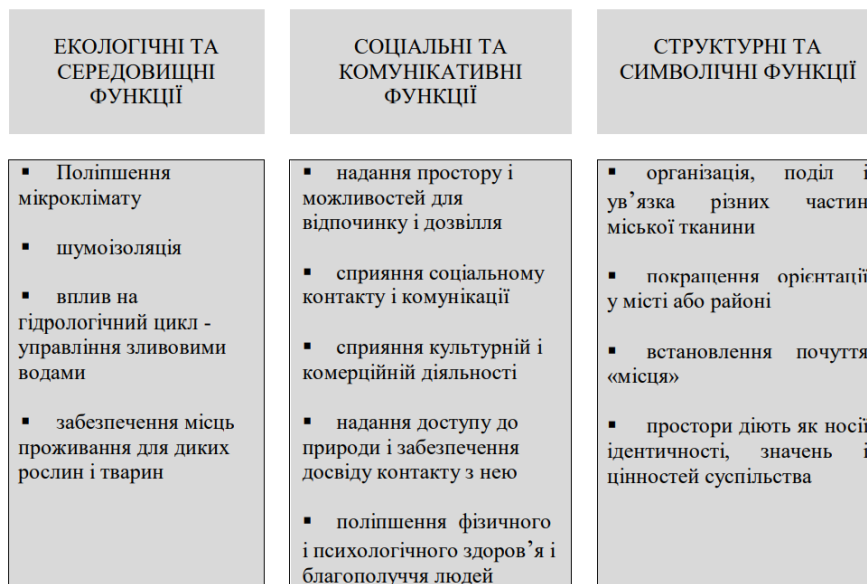 ЕКОЛОГІЧНІ ТА
СЕРЕДОВИЩНІ
ФУНКЦІЇ
СОЦІАЛЬНІ ТА
КОМУНІКАТИВНІ
ФУНКЦІЇ
СТРУКТУРНІ ТА
СИМВОЛІЧНІ ФУНКЦІЇ
▪ Поліпшення
мікроклімату
▪ шумоізоляція
▪ вплив на
гідрологічний цикл -
управління зливовими
водами
▪ забезпечення місць
проживання для диких
рослин і тварин
▪ надання простору і
можливостей для
відпочинку і дозвілля
▪ сприяння соціальному
контакту і комунікації
▪ сприяння культурній і
комерційній діяльності
▪ надання доступу до
природи і забезпечення
досвіду контакту з нею
▪ поліпшення фізичного
і психологічного здоров’я і
благополуччя людей
▪ організація, поділ і
ув’язка різних частин
міської тканини
▪ покращення орієнтації
у місті або районі
▪ встановлення почуття
«місця»
▪ простори діють як носії
ідентичності, значень і
цінностей суспільства